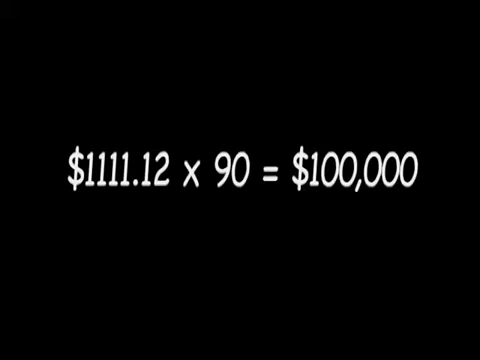 $1111.12 x 90 = $100,000